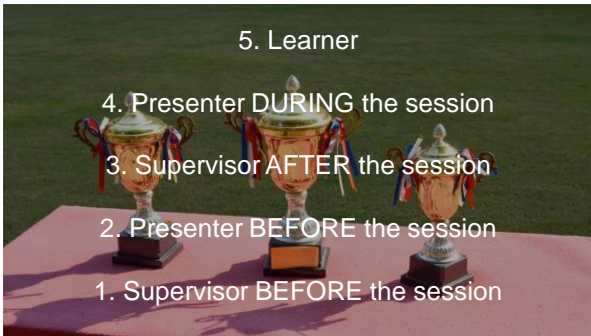 5. Learner
4. Presenter DURING the session
3. Supervisor AFTER the session
2. Presenter BEFORE the session
1. Supervisor BEFORE the session